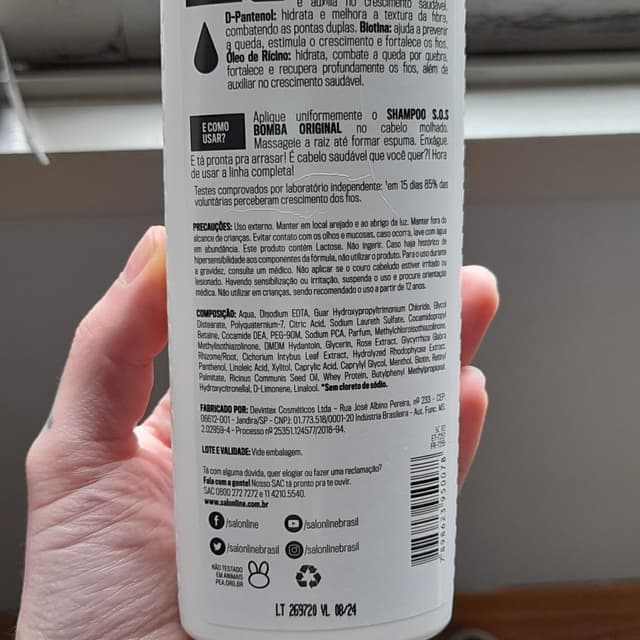 e auxilia no crescimento saudável.
D-Pantenol: hidrata e melhora a textura da fibra,
combatendo as pontas duplas. Biotina: ajuda a prevenir
a queda, estimula o crescimento e fortalece os fios.
Óleo de Rícino: hidrata, combate a queda por quebra,
fortalece e recupera profundamente os fios, além de
auxiliar no crescimento saudável.
E COMO
USAR?
Aplique uniformemente o SHAMPOO S.O.S
BOMBA ORIGINAL no cabelo molhado.
Massageie a raiz até formar espuma. Enxágue.
E tá pronta pra arrasar! É cabelo saudável que você quer?! Hora
de usar a linha completa!
Testes comprovados por laboratório independente: ¹em 15 dias 85% das
voluntárias perceberam crescimento dos fios.
PRECAUÇÕES: Uso externo. Manter em local arejado e ao abrigo da luz. Manter fora do
alcance de crianças. Evitar contato com os olhos e mucosas, caso ocorra, lave com água
em abundância. Este produto contém Lactose. Não ingerir. Caso haja histórico de
hipersensibilidade aos componentes da fórmula, não utilizar o produto. Para o uso durante
a gravidez, consulte um médico. Não aplicar se o couro cabeludo estiver irritado ou
lesionado. Havendo sensibilização ou irritação, suspenda o uso e procure orientação
médica. Não utilizar em crianças, sendo recomendado o uso a partir de 12 anos.
COMPOSIÇÃO: Aqua, Disodium EDTA, Guar Hydroxypropyltrimonium Chloride, Glycol
Distearate, Polyquaternium-7, Citric Acid, Sodium Laureth Sulfate, Cocamidopropyl
Betaine, Cocamide DEA, PEG-90M, Sodium PCA, Parfum, Methylchloroisothiazolinone,
Methylisothiazolinone, DMDM Hydantoin, Glycerin, Rose Extract, Glycyrrhiza Glabra
Rhizome/Root, Cichorium Intybus Leaf Extract, Hydrolyzed Rhodophycea Extract,
Panthenol, Linoleic Acid, Xylitol, Caprylic Acid, Caprylyl Glycol, Menthol, Biotin, Retinyl
Palmitate, Ricinus Communis Seed Oil, Whey Protein, Butylphenyl Methylpropional,
Hydroxycitronellal, D-Limonene, Linalool. *Sem cloreto de sódio.
FABRICADO POR: Devintex Cosméticos Ltda – Rua José Albino Pereira, nº 233 - CEP:
06612-001 - Jandira/SP - CNPJ: 01.773.518/0001-20 Indústria Brasileira - Aut. Func. MS:
2.02959-4 - Processo nº 25351.124577/2018-94.
LOTE E VALIDADE: Vide embalagem.
Tá com alguma dúvida, quer elogiar ou fazer uma reclamação?
Fala com a gente! Nosso SAC tá pronto pra te ouvir.
SAC 0800 272 7272 e 11 4210.5540.
www.salonline.com.br
/salonline
/salonlinebrasil
/salonlinebrasil
/salonlinebrasil
NÃO TESTADO
EM ANIMAIS
PEA.ORG.BR
7 898623 950078
LT 269720 VL 08/24